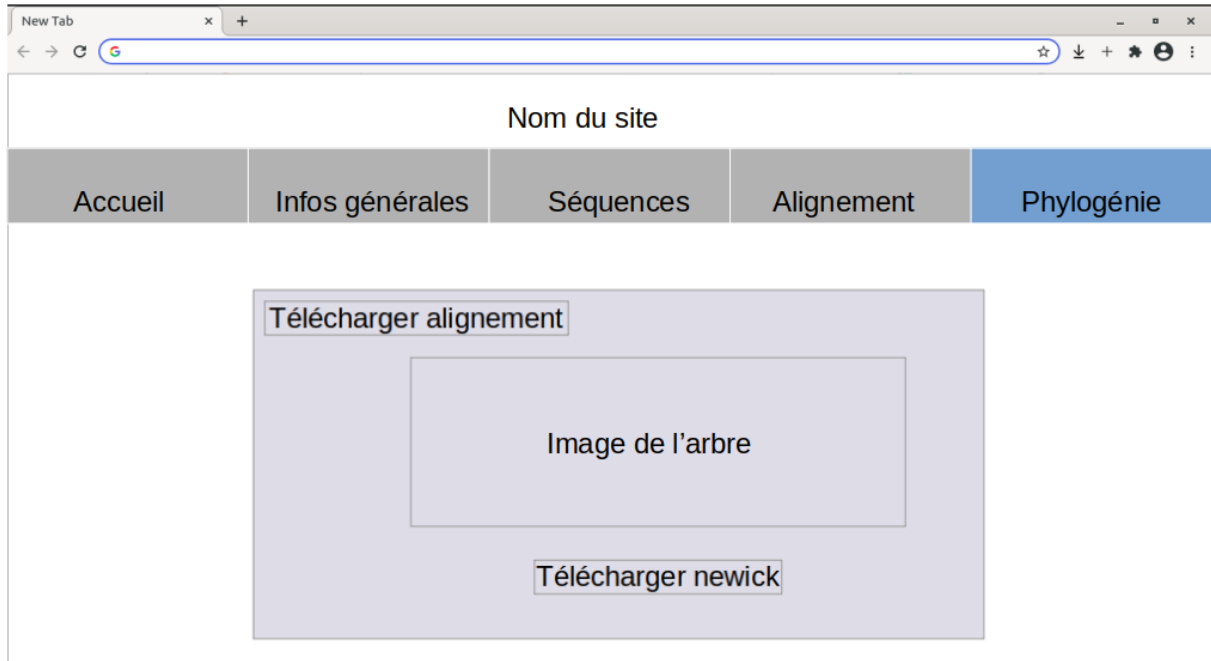 New Tab
Nom du site
Accueil
Infos générales
Séquences
Alignement
Phylogénie
Télécharger alignement
Image de l’arbre
Télécharger newick